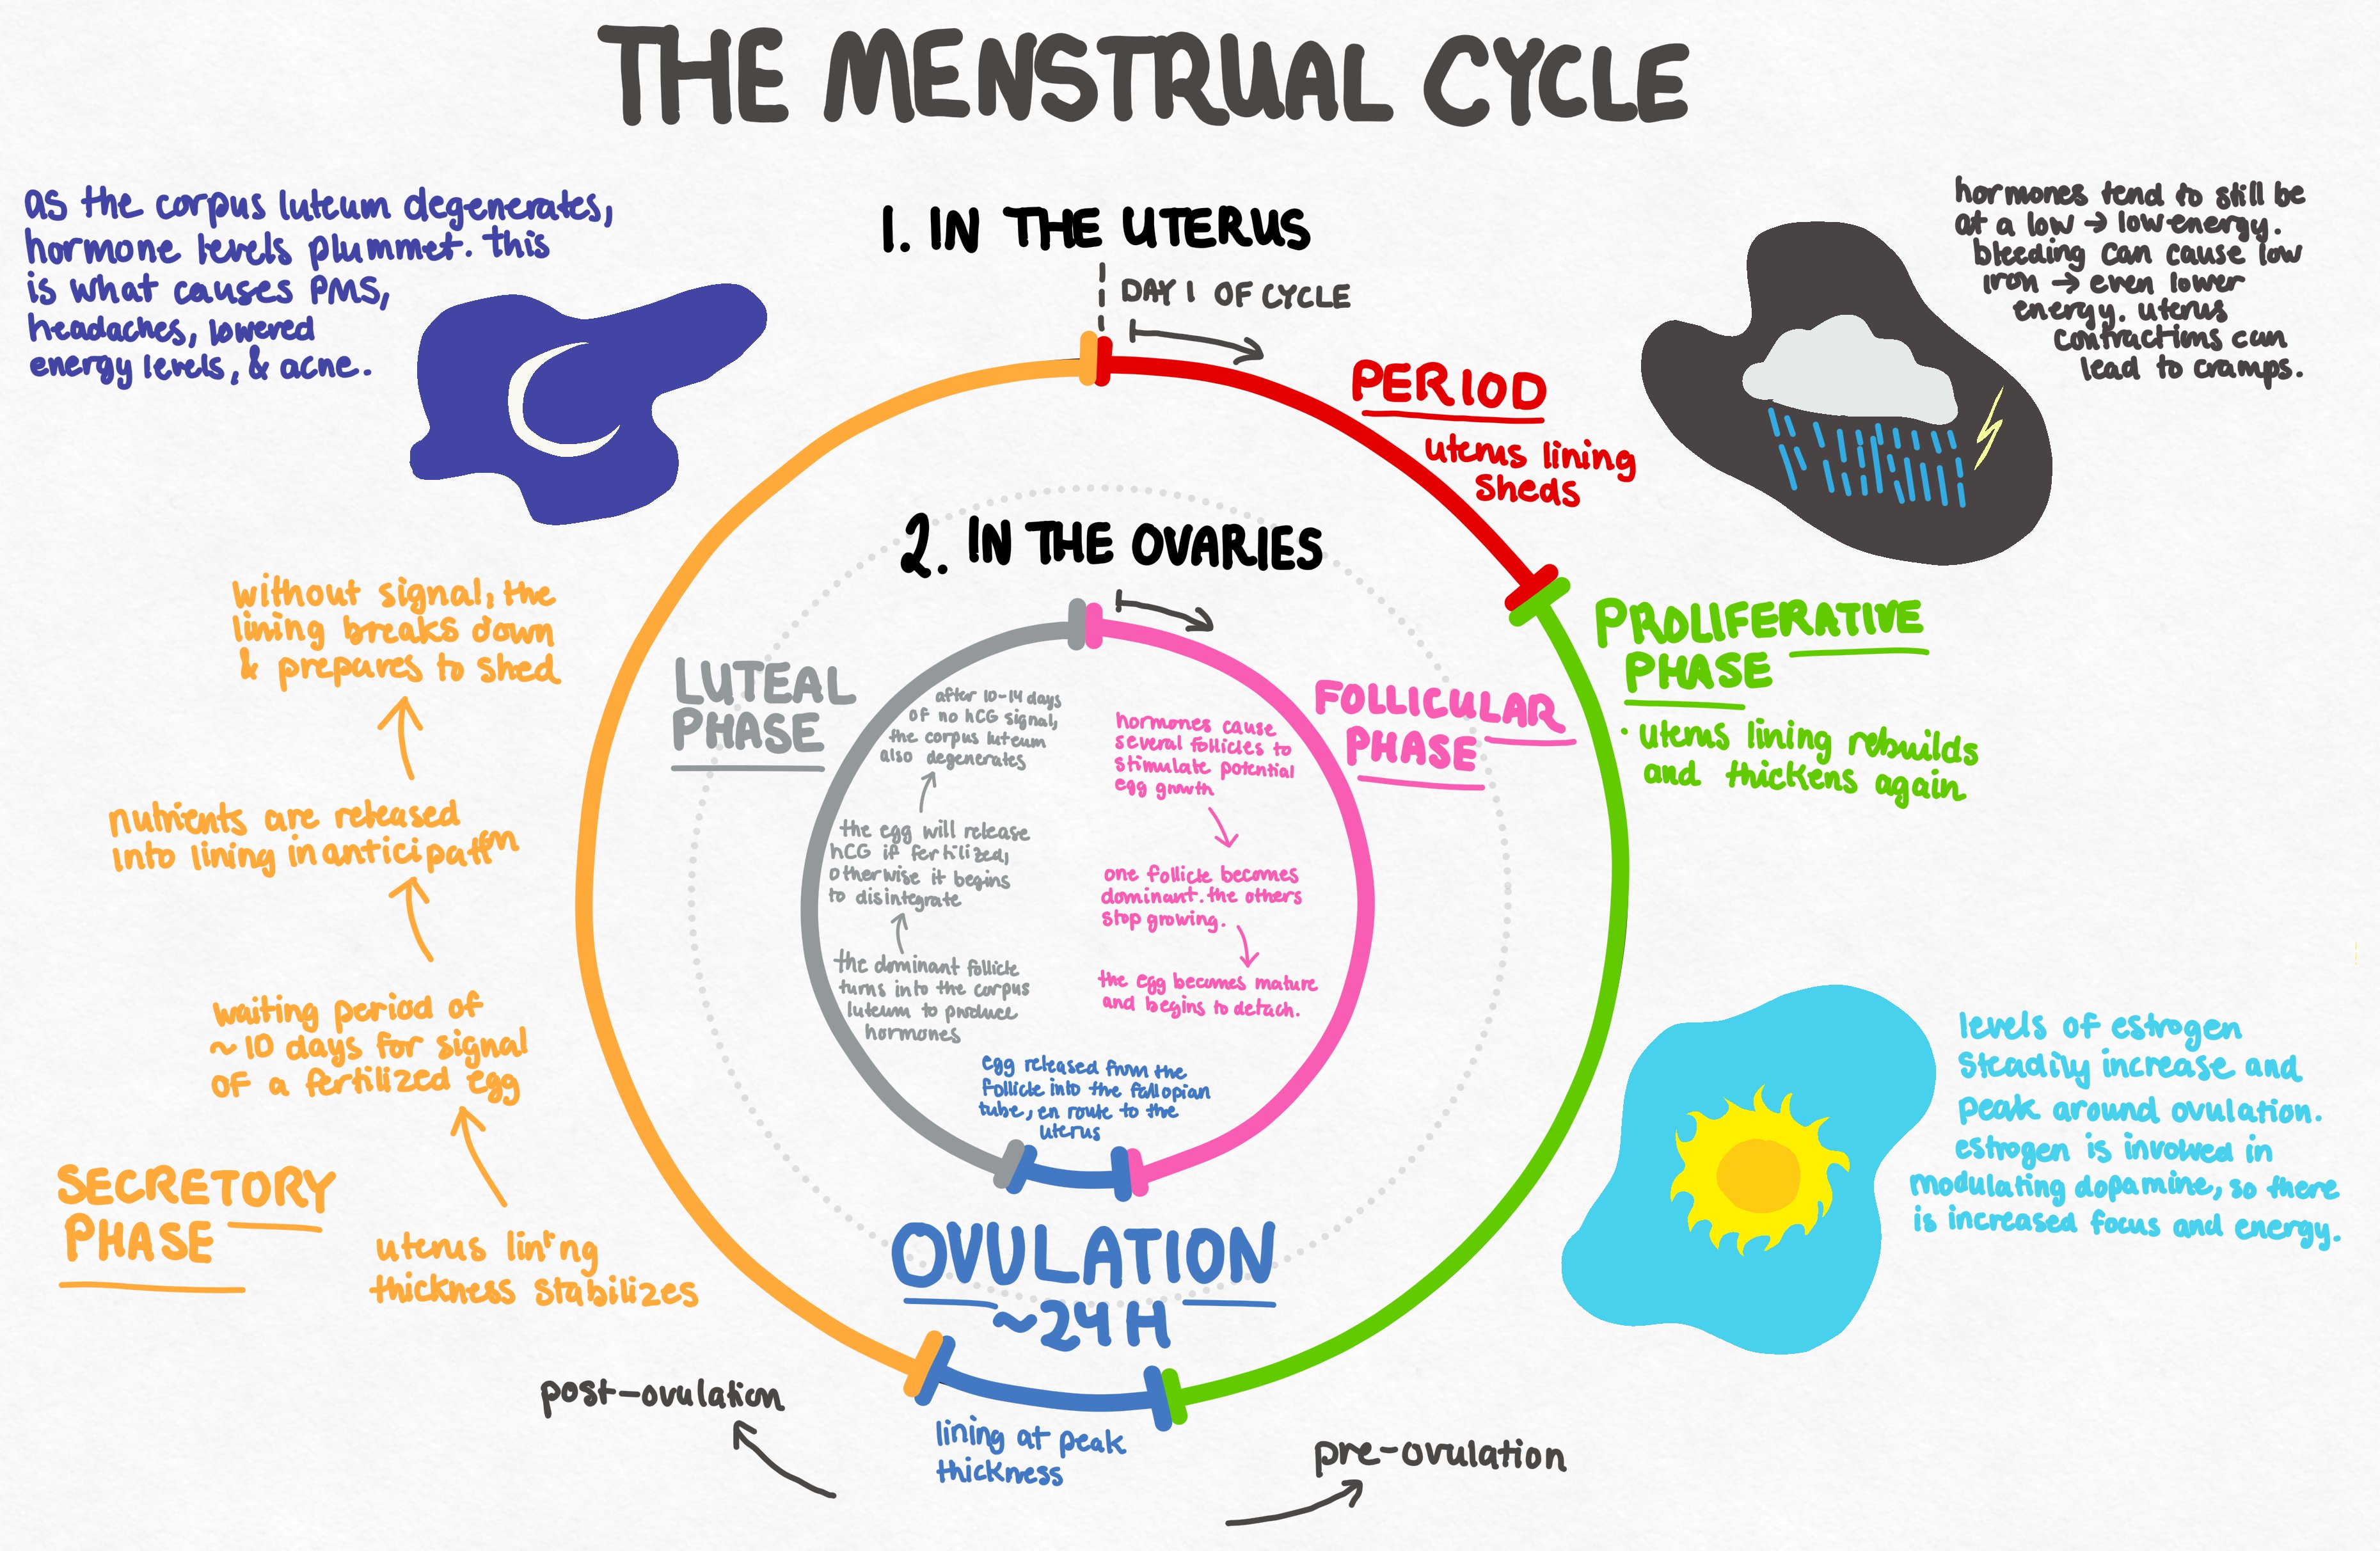 THE MENSTRUAL CYCLE
as the corpus luteum degenerates,
hormone levels plummet. this
is what causes PMS,
headaches, lowered
energy levels, & acne.
1. IN THE UTERUS
DAY 1 OF CYCLE
hormones tend to still be
at a low → low energy.
bleeding can cause low
iron → even lower
energy. uterus
contractions can
lead to cramps.
PERIOD
uterus lining
sheds
2. IN THE OVARIES
PROLIFERATIVE
PHASE
· uterus lining rebuilds
and thickens again
levels of estrogen
steadily increase and
peak around ovulation.
estrogen is involved in
modulating dopamine, so there
is increased focus and energy.
FOLLICULAR
PHASE
hormones cause
several follicles to
stimulate potential
egg growth
one follicle becomes
dominant. the others
stop growing.
the egg becomes mature
and begins to detach.
egg released from the
follicle into the fallopian
tube, en route to the
uterus
OVULATION
~24H
lining at peak
thickness
pre-ovulation
post-ovulation
LUTEAL
PHASE
the dominant follicle
turns into the corpus
luteum to produce
hormones
the egg will release
hCG if fertilized,
otherwise it begins
to disintegrate
after 10-14 days
of no hCG signal,
the corpus luteum
also degenerates
SECRETORY
PHASE
uterus lining
thickness stabilizes
waiting period of
~10 days for signal
of a fertilized egg
nutrients are released
into lining in anticipation
without signal, the
lining breaks down
& prepares to shed